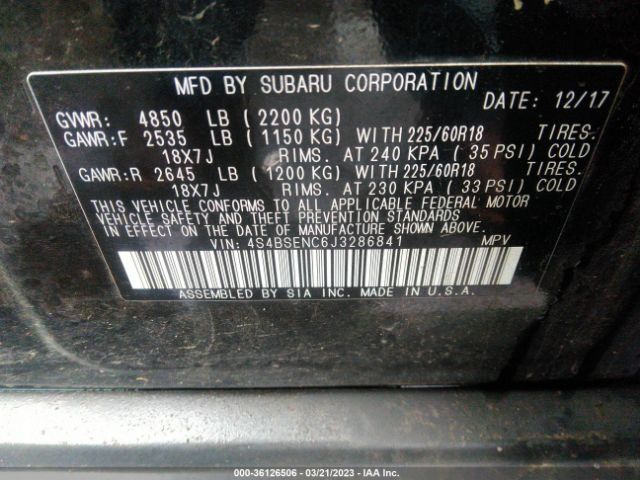 MFD BY SUBARU CORPORATION
DATE: 12/17
GVWR: 4850 LB ( 2200 KG)
GAWR:F 2535 LB ( 1150 KG) WITH 225/60R18 TIRES.
18X7J RIMS. AT 240 KPA ( 35 PSI) COLD
GAWR:R 2645 LB ( 1200 KG) WITH 225/60R18 TIRES.
18X7J RIMS. AT 230 KPA ( 33 PSI) COLD
THIS VEHICLE CONFORMS TO ALL APPLICABLE FEDERAL MOTOR
VEHICLE SAFETY AND THEFT PREVENTION STANDARDS
IN EFFECT ON THE DATE OF MANUFACTURE SHOWN ABOVE.
VIN: 4S4BSENC6J3286841 MPV
ASSEMBLED BY SIA INC. MADE IN U.S.A.
000-36126506 — 03/21/2023 — IAA Inc.